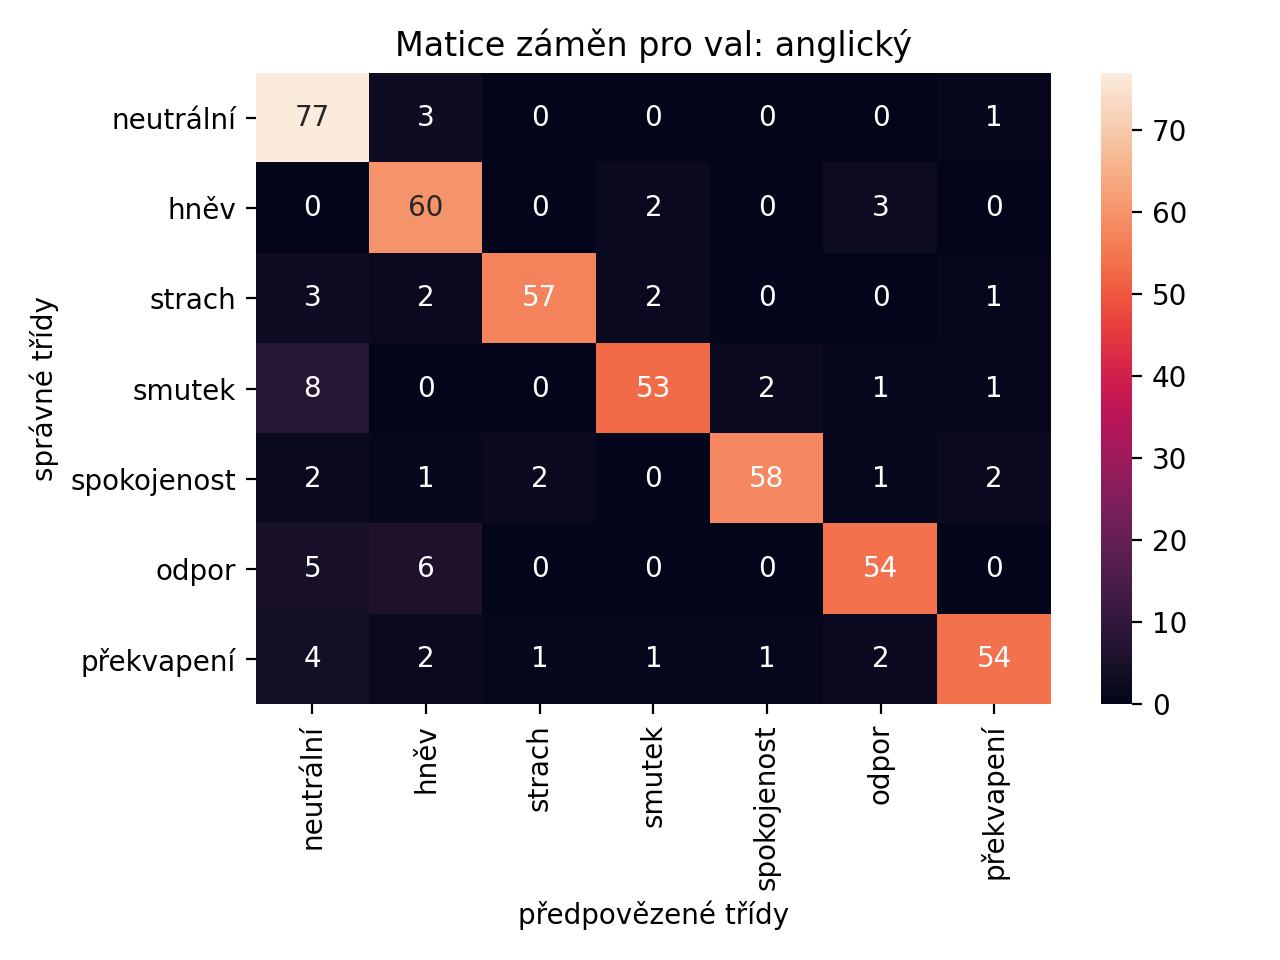 Matice záměn pro val: anglický
neutrální 77 3 0 0 0 0 1
hněv 0 60 0 2 0 3 0
strach 3 2 57 2 0 0 1
smutek 8 0 0 53 2 1 1
spokojenost 2 1 2 0 58 1 2
odpor 5 6 0 0 0 54 0
překvapení 4 2 1 1 1 2 54
správné třídy
neutrální hněv strach smutek spokojenost odpor překvapení
předpovězené třídy
70
60
50
40
30
20
10
0